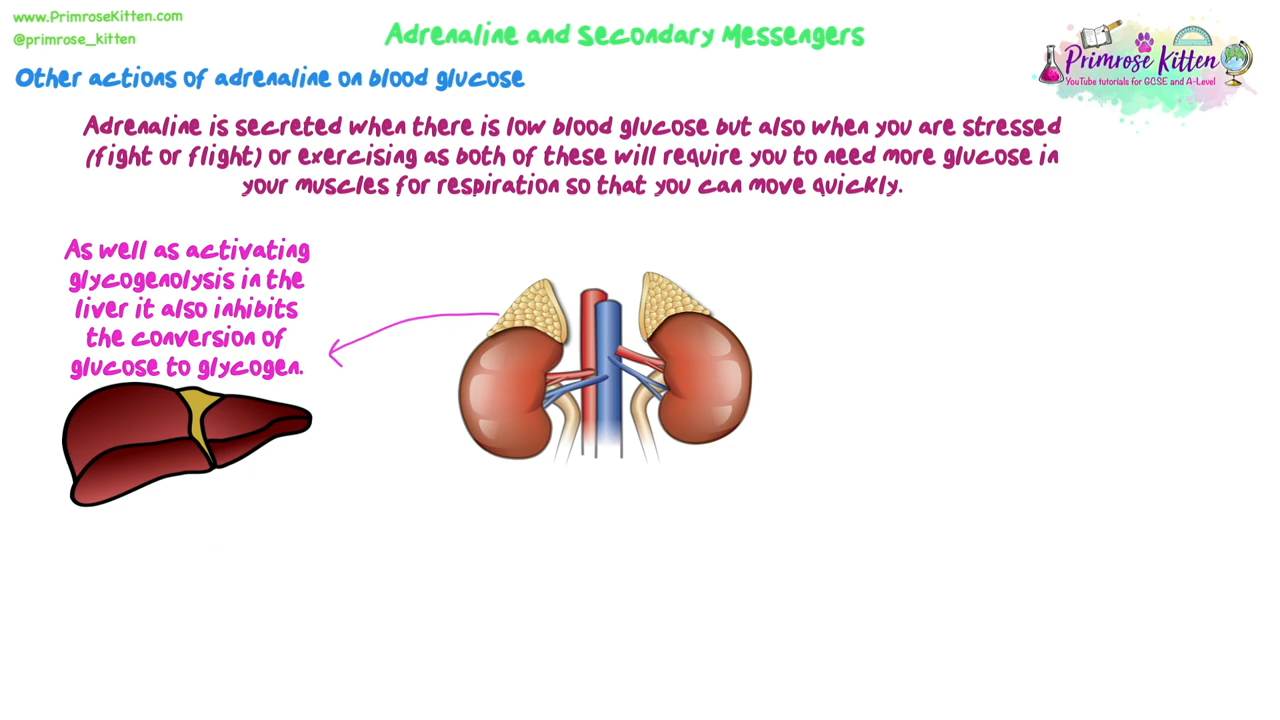 www.PrimroseKitten.com
@primrose_kitten
Adrenaline and Secondary Messengers
Primrose Kitten
YouTube tutorials for GCSE and A-Level
Other actions of adrenaline on blood glucose
Adrenaline is secreted when there is low blood glucose but also when you are stressed
(fight or flight) or exercising as both of these will require you to need more glucose in
your muscles for respiration so that you can move quickly.
As well as activating
glycogenolysis in the
liver it also inhibits
the conversion of
glucose to glycogen.